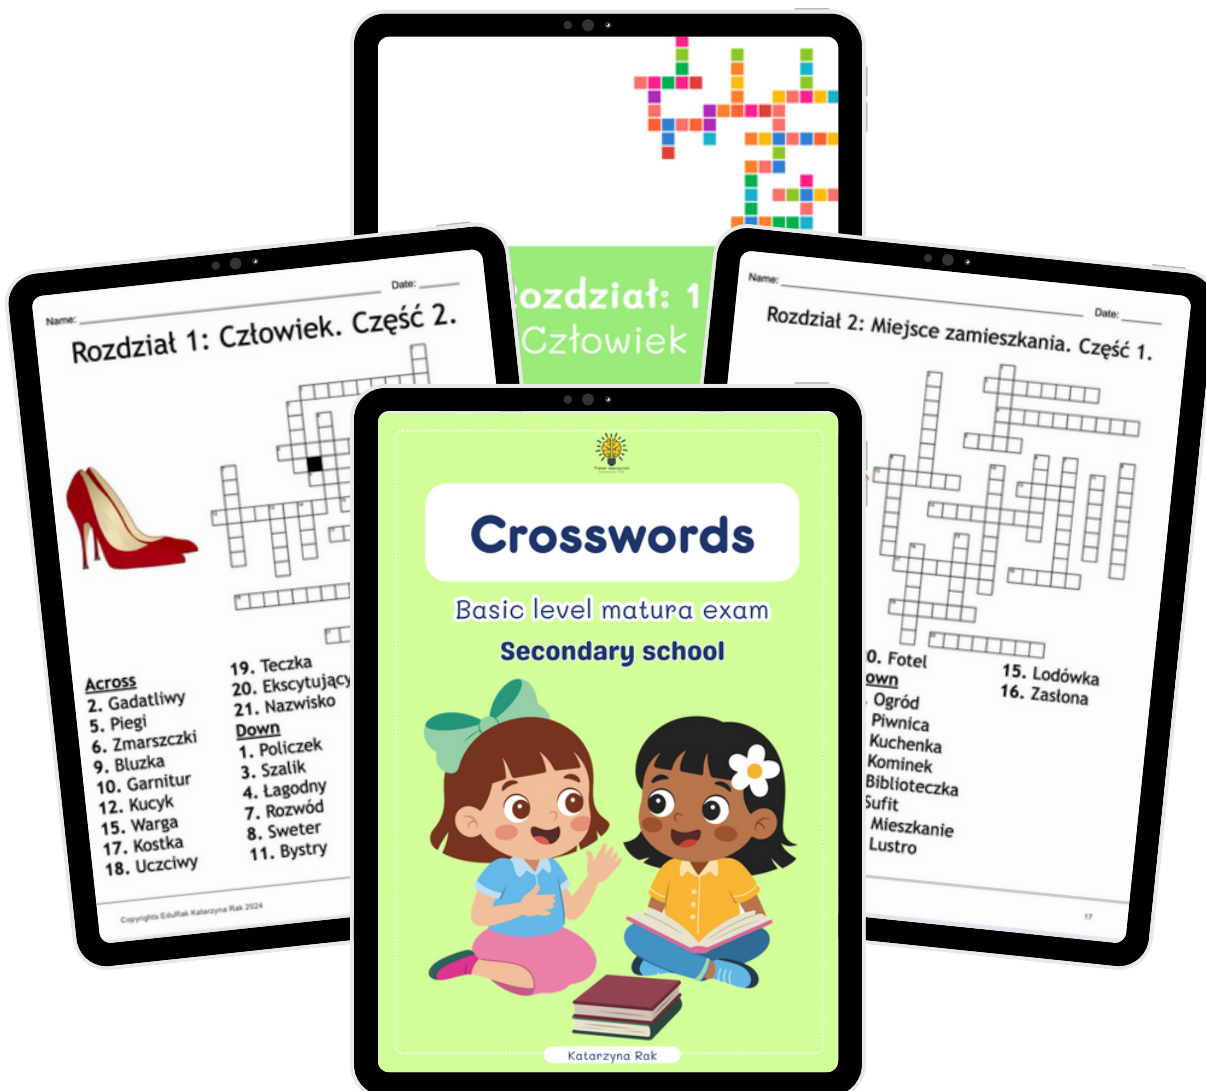 Rozdział: 1
Człowiek
Name:
Date:
Rozdział 1: Człowiek. Część 2.
Across
2. Gadatliwy
5. Piegi
6. Zmarszczki
9. Bluzka
10. Garnitur
12. Kucyk
15. Warga
17. Kostka
18. Uczciwy
19. Teczka
20. Ekscytujący
21. Nazwisko
Down
1. Policzek
3. Szalik
4. Łagodny
7. Rozwód
8. Sweter
11. Bystry
Copyrights EduRak Katarzyna Rak 2024
Name:
Date:
Rozdział 2: Miejsce zamieszkania. Część 1.
0. Fotel
own
Ogród
Piwnica
Kuchenka
Kominek
Biblioteczka
Sufit
Mieszkanie
Lustro
15. Lodówka
16. Zasłona
17
Crosswords
Basic level matura exam
Secondary school
Katarzyna Rak